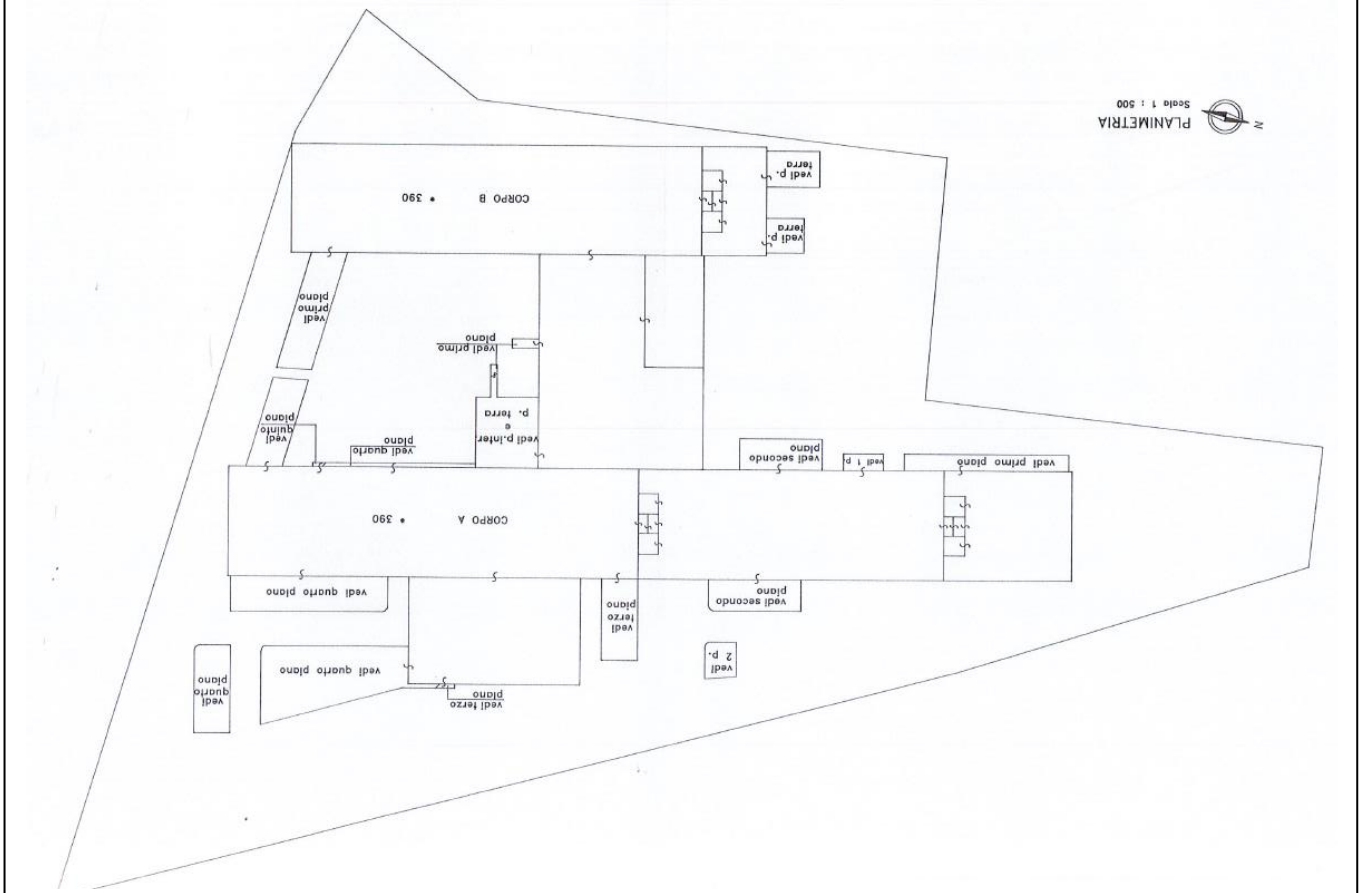 vedi terzo
piano
vedi
quarto
piano
vedi
2 p.
vedi quarto piano
vedi terzo
piano
vedi secondo
piano
vedi quarto piano
CORPO A • 390
vedi primo piano
vedi 1 p.
vedi secondo
piano
vedi p.inter.
e
p. terra
vedi quarto
piano
vedi
quinto
piano
vedi primo
piano
vedi
primo
piano
vedi p.
terra
CORPO B • 390
vedi p.
terra
N
PLANIMETRIA
Scala 1 : 500